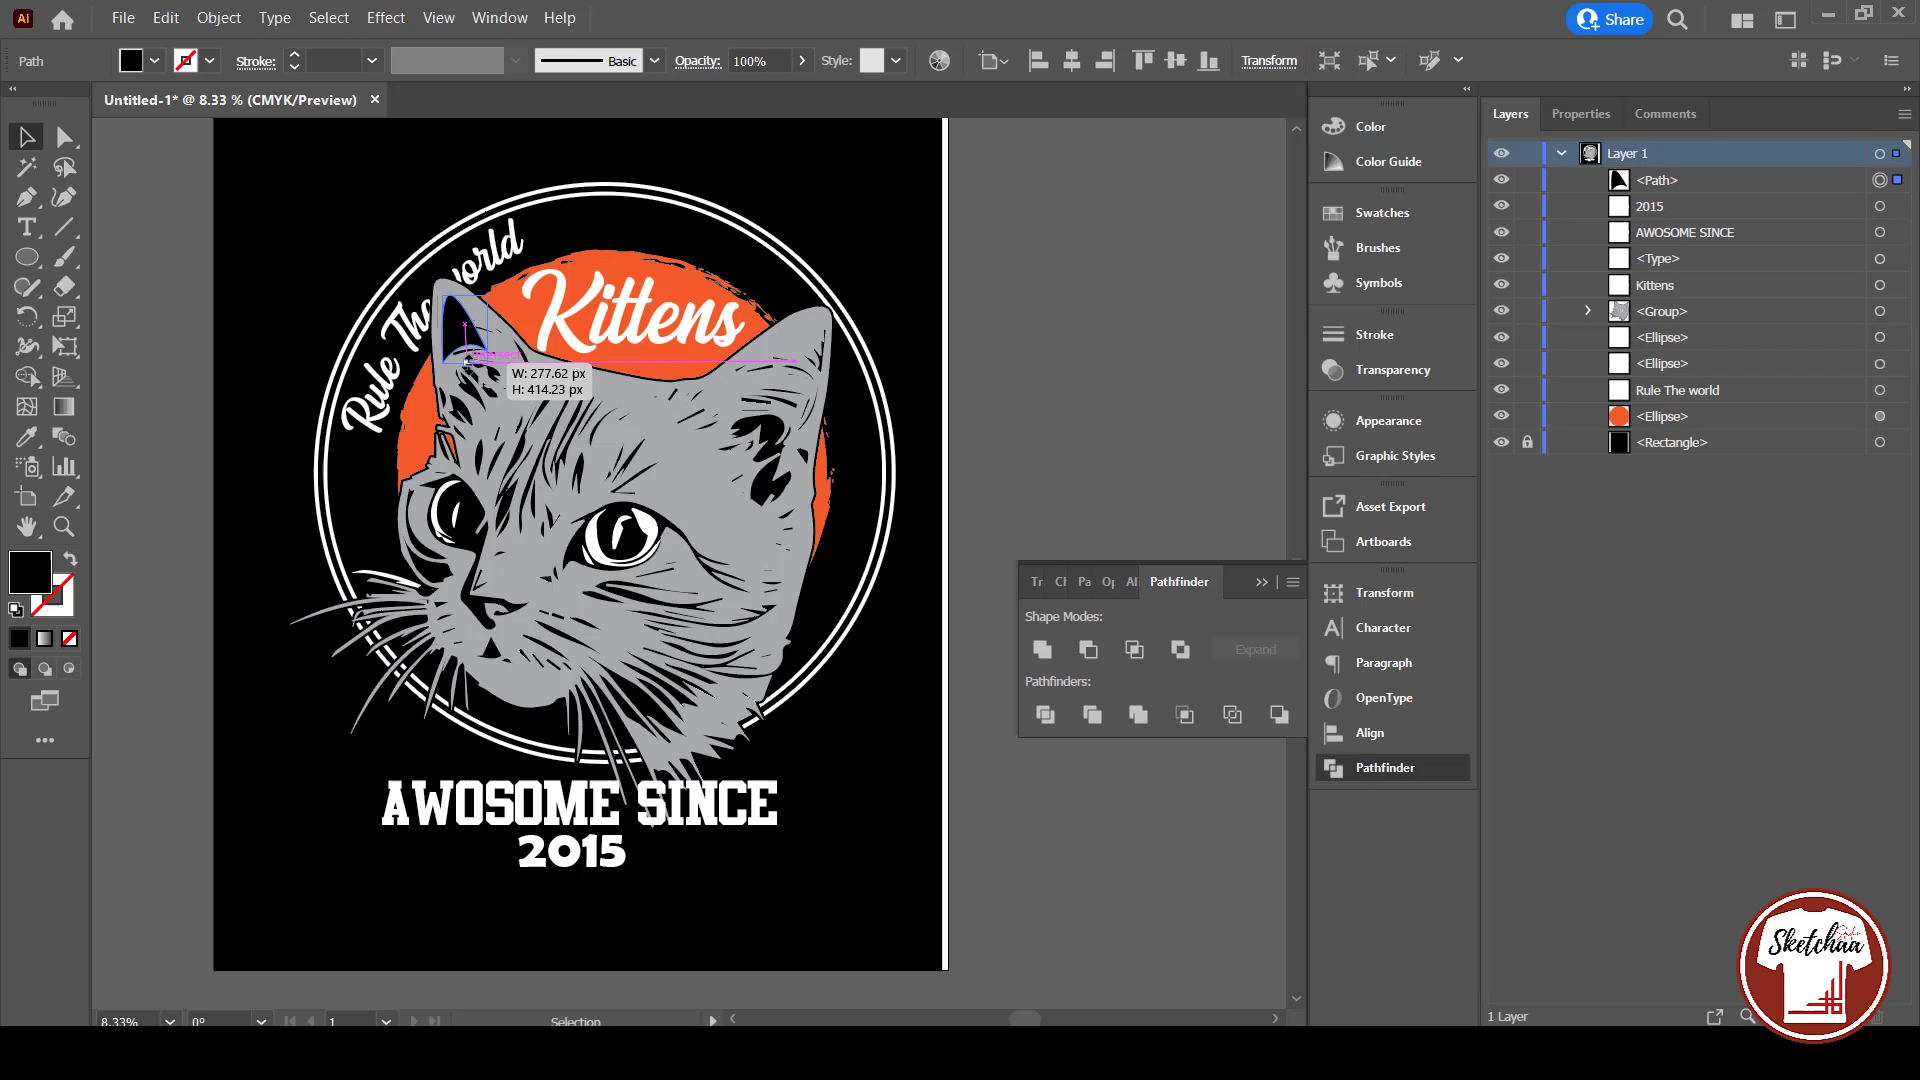 File Edit Object Type Select Effect View Window Help
Share
Path
Stroke:
Basic
Opacity:
100%
Style:
Transform
Untitled-1* @ 8.33 % (CMYK/Preview)
Rule The world
Kittens
W: 277.62 px
H: 414.23 px
AWOSOME SINCE
2015
Tr
Pa
Pathfinder
Shape Modes:
Expand
Pathfinders:
Color
Color Guide
Swatches
Brushes
Symbols
Stroke
Transparency
Appearance
Graphic Styles
Asset Export
Artboards
Transform
Character
Paragraph
OpenType
Align
Pathfinder
Layers Properties Comments
Layer 1
<Path>
2015
AWOSOME SINCE
<Type>
Kittens
<Group>
<Ellipse>
<Ellipse>
Rule The world
<Ellipse>
<Rectangle>
8.33%
0°
1
Selection
1 Layer
Sketchaa